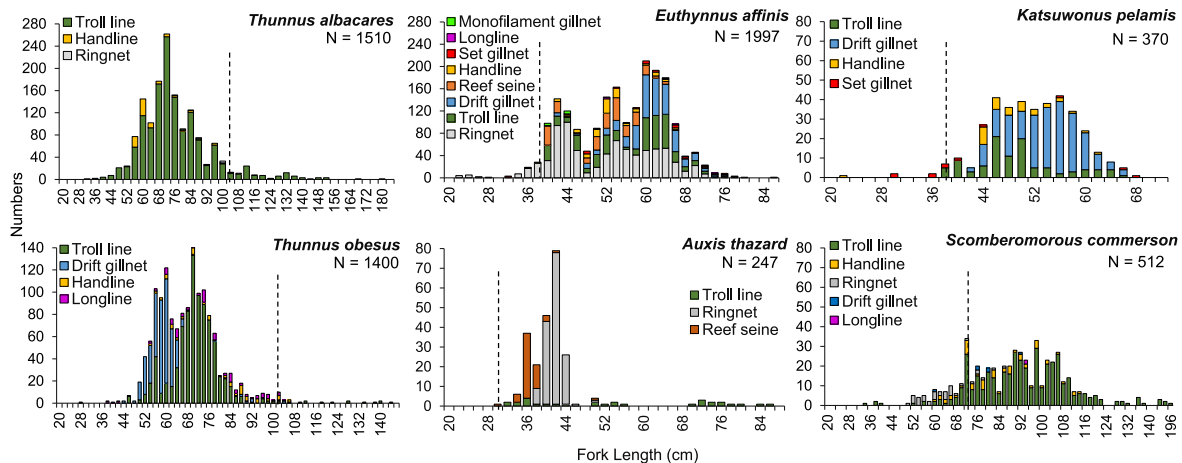 Thunnus albacares
N = 1510
Troll line
Handline
Ringnet
280
240
200
160
120
80
40
0
20 28 36 44 52 60 68 76 84 92 100 108 116 124 132 140 156 172 180
Euthynnus affinis
N = 1997
Monofilament gillnet
Longline
Set gillnet
Handline
Reef seine
Drift gillnet
Troll line
Ringnet
280
240
200
160
120
80
40
0
20 28 36 44 52 60 68 76 84
Katsuwonus pelamis
N = 370
Troll line
Drift gillnet
Handline
Set gillnet
80
70
60
50
40
30
20
10
0
20 28 36 44 52 60 68
Numbers
Thunnus obesus
N = 1400
Troll line
Drift gillnet
Handline
Longline
140
120
100
80
60
40
20
0
20 28 36 44 52 60 68 76 84 92 100 108 116 129 140
Auxis thazard
N = 247
Troll line
Ringnet
Reef seine
80
70
60
50
40
30
20
10
0
20 28 36 44 52 60 68 76 84
Scomberomorous commerson
N = 512
Troll line
Handline
Ringnet
Drift gillnet
Longline
80
70
60
50
40
30
20
10
0
20 28 36 44 52 60 68 76 84 92 100 108 116 124 132 156 196
Fork Length (cm)